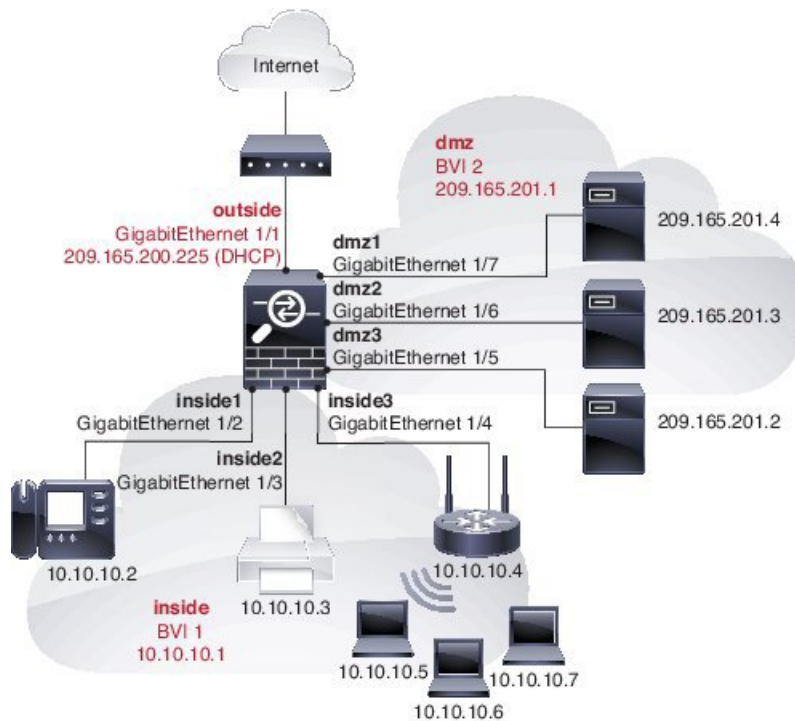 Internet
outside
GigabitEthernet 1/1
209.165.200.225 (DHCP)
dmz
BVI 2
209.165.201.1
dmz1
GigabitEthernet 1/7
209.165.201.4
dmz2
GigabitEthernet 1/6
209.165.201.3
dmz3
GigabitEthernet 1/5
209.165.201.2
inside1
GigabitEthernet 1/2
inside2
GigabitEthernet 1/3
inside3
GigabitEthernet 1/4
10.10.10.2
10.10.10.3
10.10.10.4
inside
BVI 1
10.10.10.1
10.10.10.5
10.10.10.6
10.10.10.7